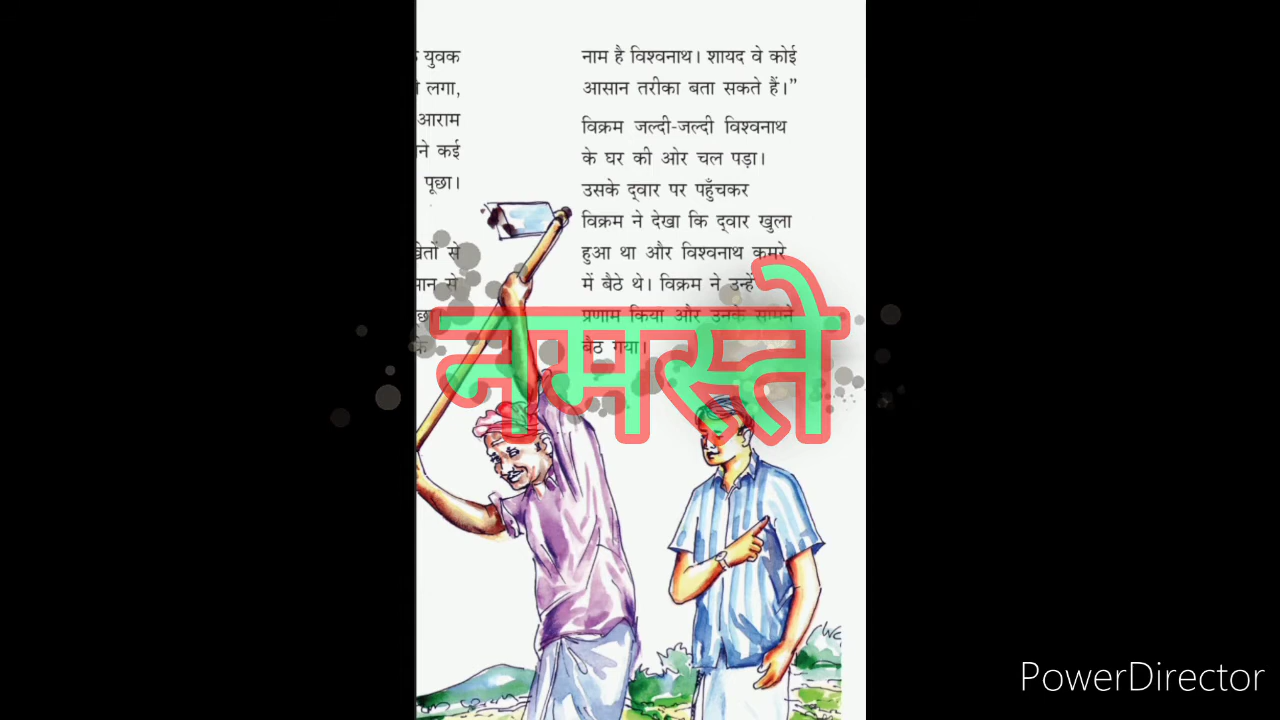 युवक
लगा,
आराम
ने कई
पूछा।
खेतों से
से
नाम है विश्वनाथ। शायद वे कोई
आसान तरीका बता सकते हैं।”
विक्रम जल्दी-जल्दी विश्वनाथ
के घर की ओर चल पड़ा।
उसके द्वार पर पहुँचकर
विक्रम ने देखा कि द्वार खुला
हुआ था और विश्वनाथ कमरे
में बैठे थे। विक्रम ने उन्हें
प्रणाम किया और उनके सामने
बैठ गया।
नमस्ते
PowerDirector